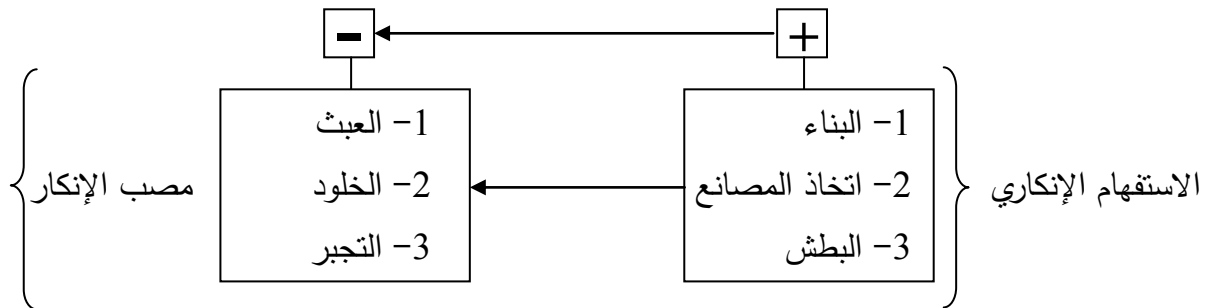 +
-
الاستفهام الإنكاري
1- البناء
2- اتخاذ المصانع
3- البطش
1- العبث
2- الخلود
3- التجبر
مصب الإنكار